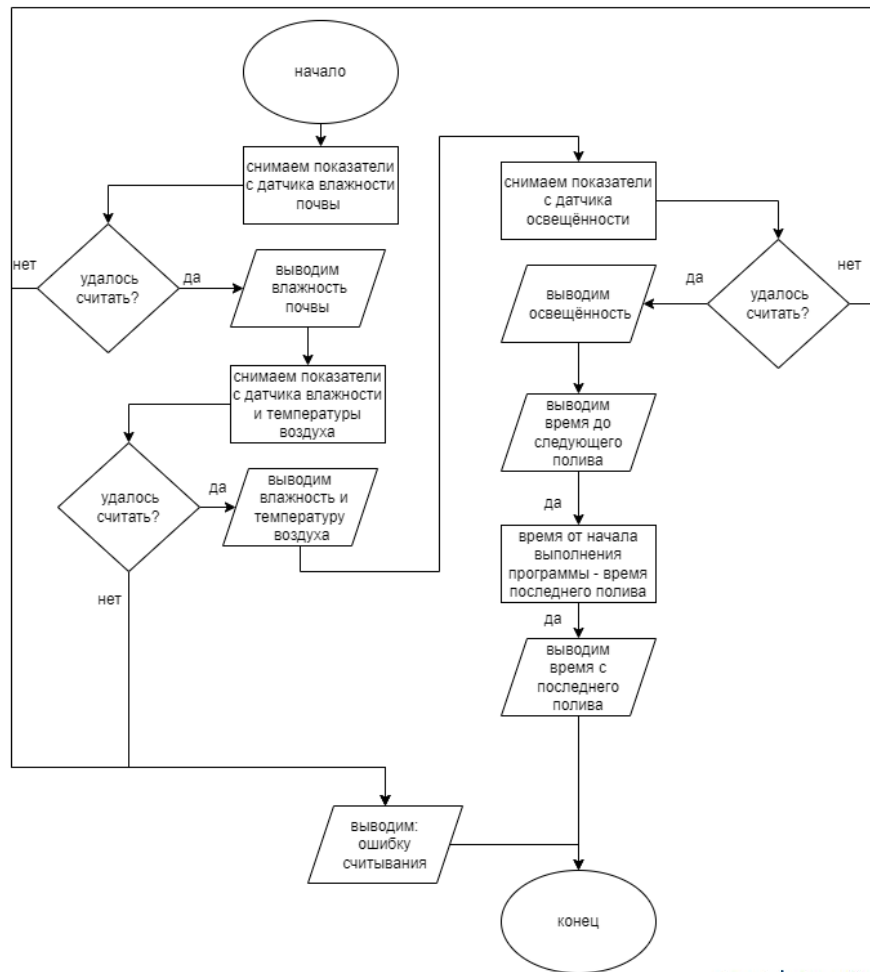 начало
снимаем показатели
с датчика влажности
почвы
нет
удалось
считать?
да
выводим
влажность
почвы
снимаем показатели
с датчика влажности
и температуры
воздуха
удалось
считать?
да
выводим
влажность и
температуру
воздуха
нет
снимаем показатели
с датчика
освещённости
удалось
считать?
нет
да
выводим
освещённость
выводим
время до
следующего
полива
да
время от начала
выполнения
программы - время
последнего полива
да
выводим
время с
последнего
полива
выводим:
ошибку
считывания
конец